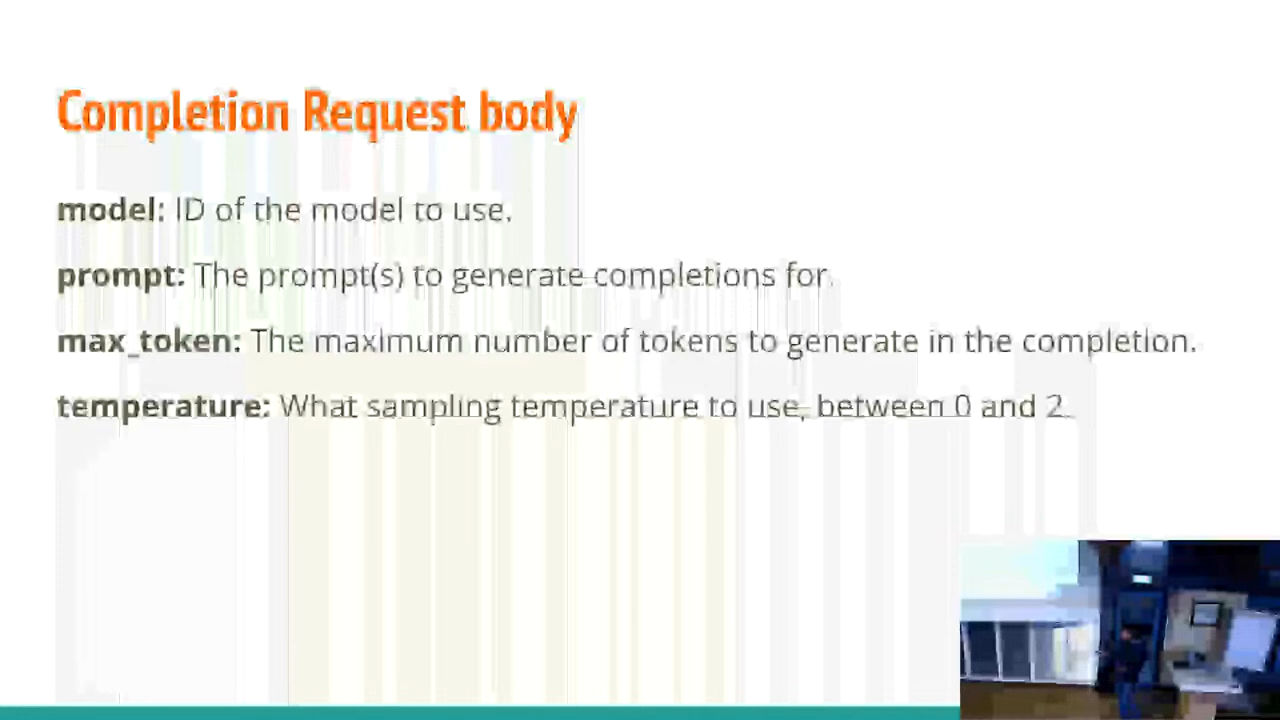 Completion Request body
model: ID of the model to use.
prompt: The prompt(s) to generate completions for.
max_token: The maximum number of tokens to generate in the completion.
temperature: What sampling temperature to use, between 0 and 2.